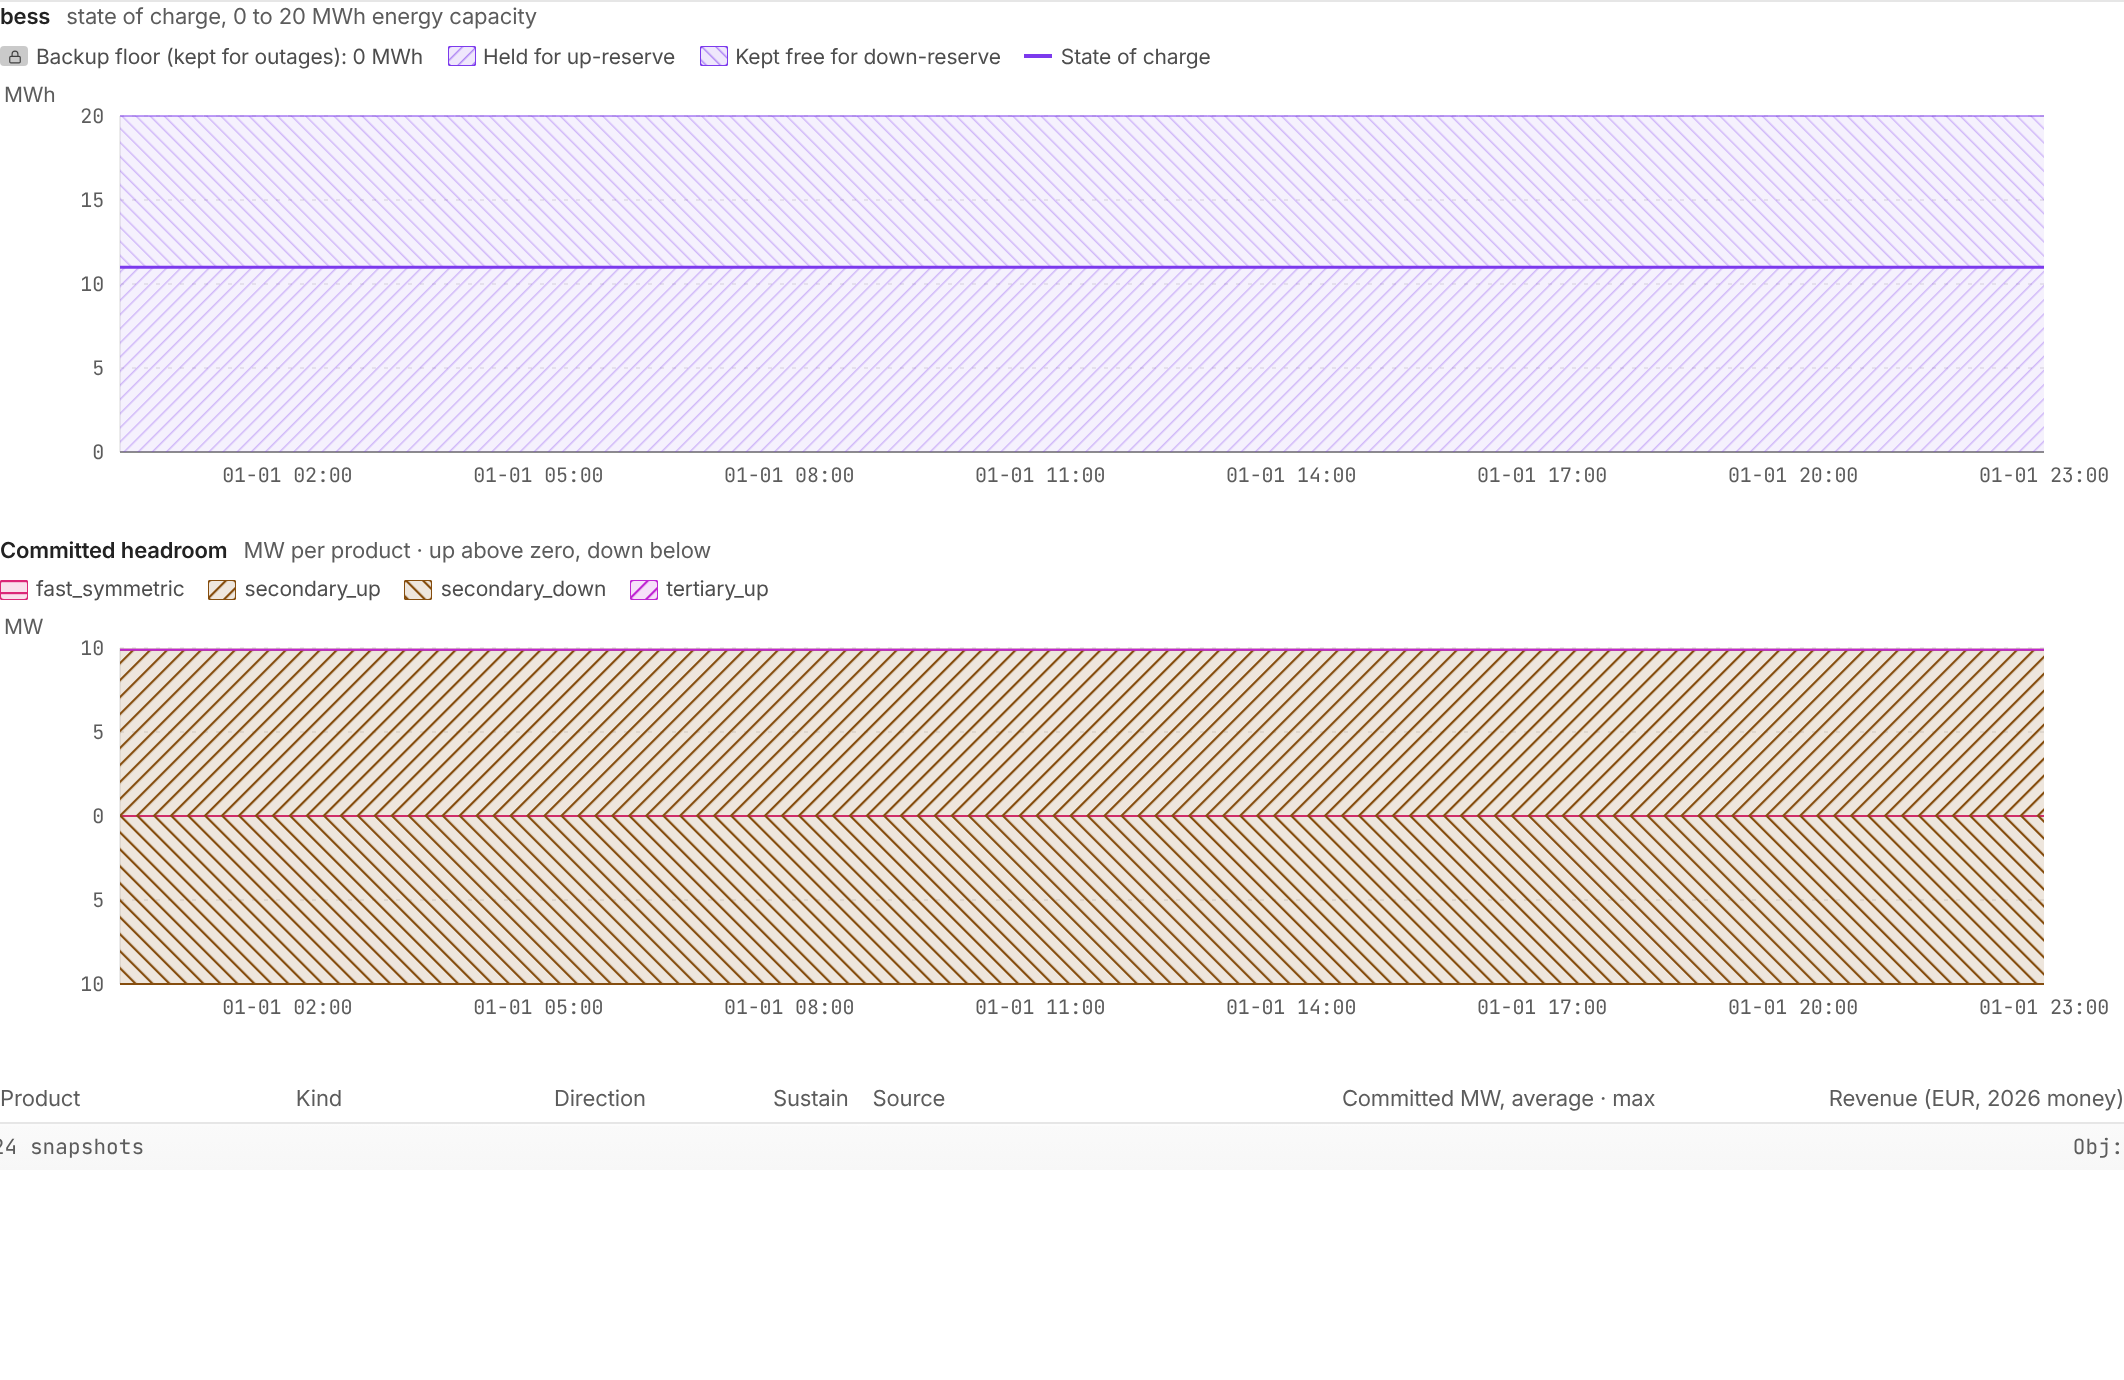 bess state of charge, 0 to 20 MWh energy capacity
Backup floor (kept for outages): 0 MWh Held for up-reserve Kept free for down-reserve State of charge
MWh
20
15
10
5
0
01-01 02:00 01-01 05:00 01-01 08:00 01-01 11:00 01-01 14:00 01-01 17:00 01-01 20:00 01-01 23:00
Committed headroom MW per product · up above zero, down below
fast_symmetric secondary_up secondary_down tertiary_up
MW
10
5
0
5
10
01-01 02:00 01-01 05:00 01-01 08:00 01-01 11:00 01-01 14:00 01-01 17:00 01-01 20:00 01-01 23:00
Product Kind Direction Sustain Source Committed MW, average · max Revenue (EUR, 2026 money)
24 snapshots Obj: